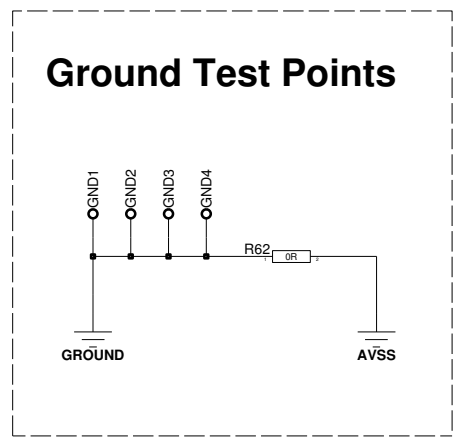 Ground Test Points
GND1
GND2
GND3
GND4
R62
1
0R
2
GROUND
AVSS